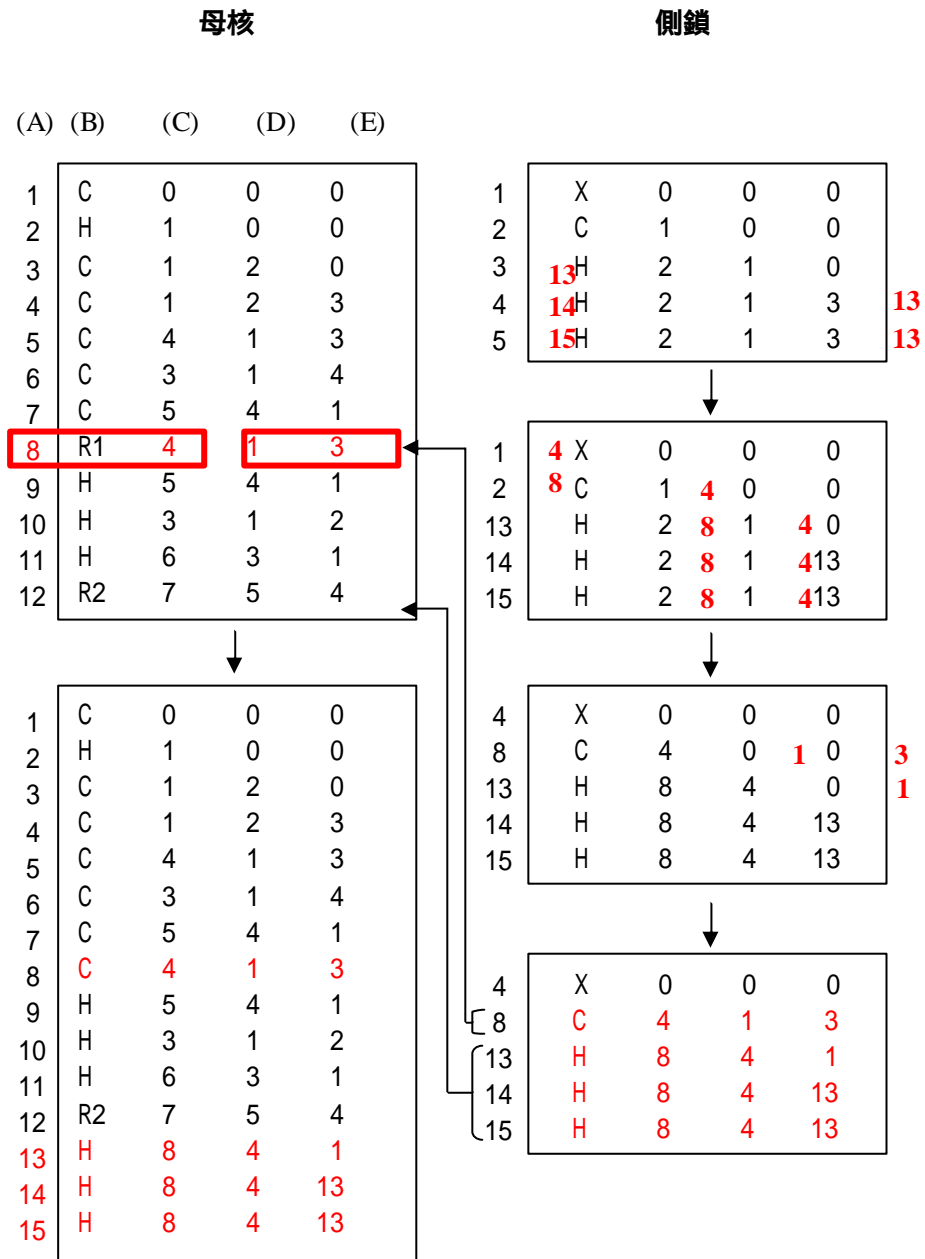 母核
側鎖
(A) (B) (C) (D) (E)
1 C 0 0 0
2 H 1 0 0
3 C 1 2 0
4 C 1 2 3
5 C 4 1 3
6 C 3 1 4
7 C 5 4 1
8 R1 4 1 3
9 H 5 4 1
10 H 3 1 2
11 H 6 3 1
12 R2 7 5 4
1 C 0 0 0
2 H 1 0 0
3 C 1 2 0
4 C 1 2 3
5 C 4 1 3
6 C 3 1 4
7 C 5 4 1
8 C 4 1 3
9 H 5 4 1
10 H 3 1 2
11 H 6 3 1
12 R2 7 5 4
13 H 8 4 1
14 H 8 4 13
15 H 8 4 13
1 X 0 0 0
2 C 1 0 0
3 13 H 2 1 0
4 14 H 2 1 3 13
5 15 H 2 1 3 13
1 4 X 0 0 0
2 8 C 1 4 0 0
13 H 2 8 1 4 0
14 H 2 8 1 4 13
15 H 2 8 1 4 13
4 X 0 0 0
8 C 4 0 1 0 3
13 H 8 4 0 1
14 H 8 4 13
15 H 8 4 13
4 X 0 0 0
8 C 4 1 3
13 H 8 4 1
14 H 8 4 13
15 H 8 4 13